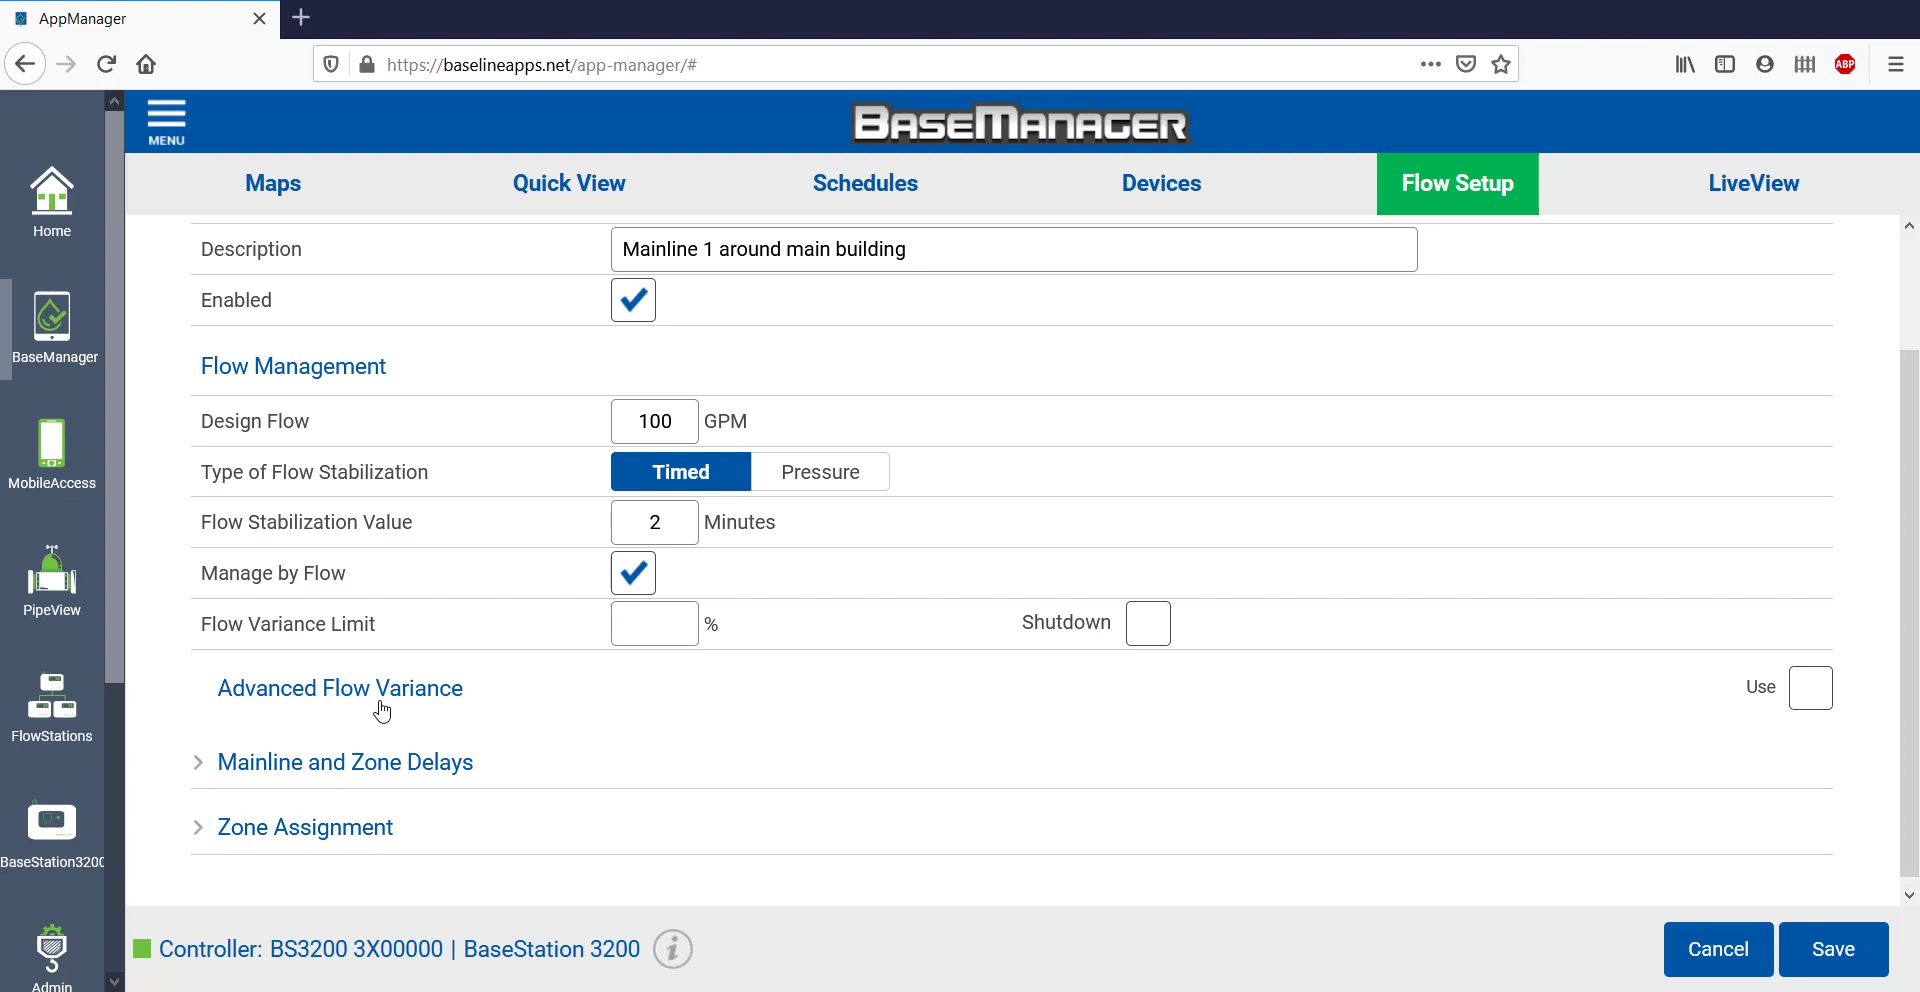 AppManager
https://baselineapps.net/app-manager/#
ABP
MENU
BaseManager
Maps
Quick View
Schedules
Devices
Flow Setup
LiveView
Home
BaseManager
MobileAccess
PipeView
FlowStations
BaseStation3200
Admin
Description
Mainline 1 around main building
Enabled
Flow Management
Design Flow
100 GPM
Type of Flow Stabilization
Timed
Pressure
Flow Stabilization Value
2 Minutes
Manage by Flow
Flow Variance Limit
%
Shutdown
Advanced Flow Variance
Use
Mainline and Zone Delays
Zone Assignment
Controller: BS3200 3X00000 | BaseStation 3200
i
Cancel
Save